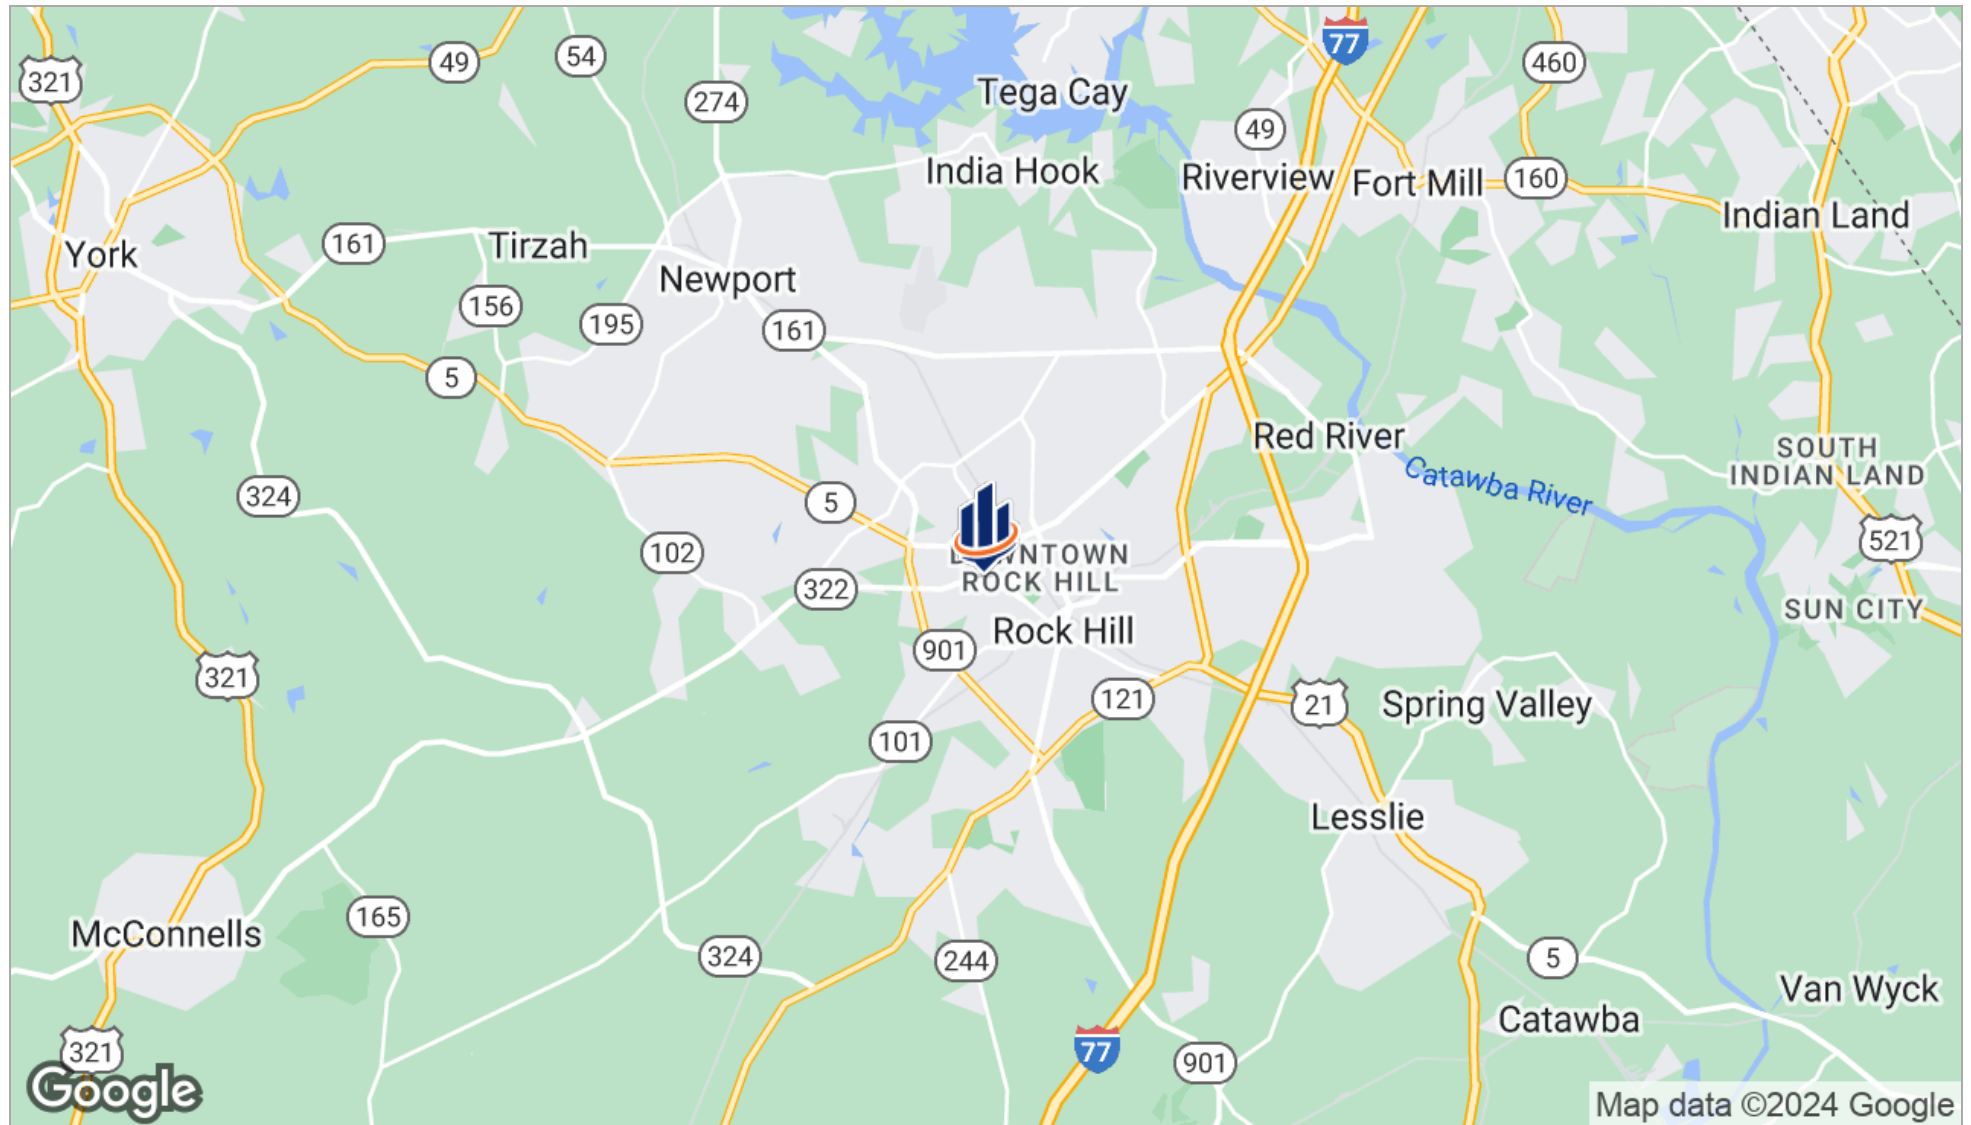 77
321
49
54
460
Tega Cay
274
49
India Hook
Riverview
Fort Mill
160
Indian Land
York
161
Tirzah
Newport
156
195
161
5
Red River
SOUTH
INDIAN LAND
Catawba River
324
5
521
102
DOWNTOWN
ROCK HILL
322
SUN CITY
Rock Hill
901
321
121
21
Spring Valley
101
Lesslie
165
McConnells
324
244
5
Van Wyck
Catawba
321
77
901
Google
Map data ©2024 Google